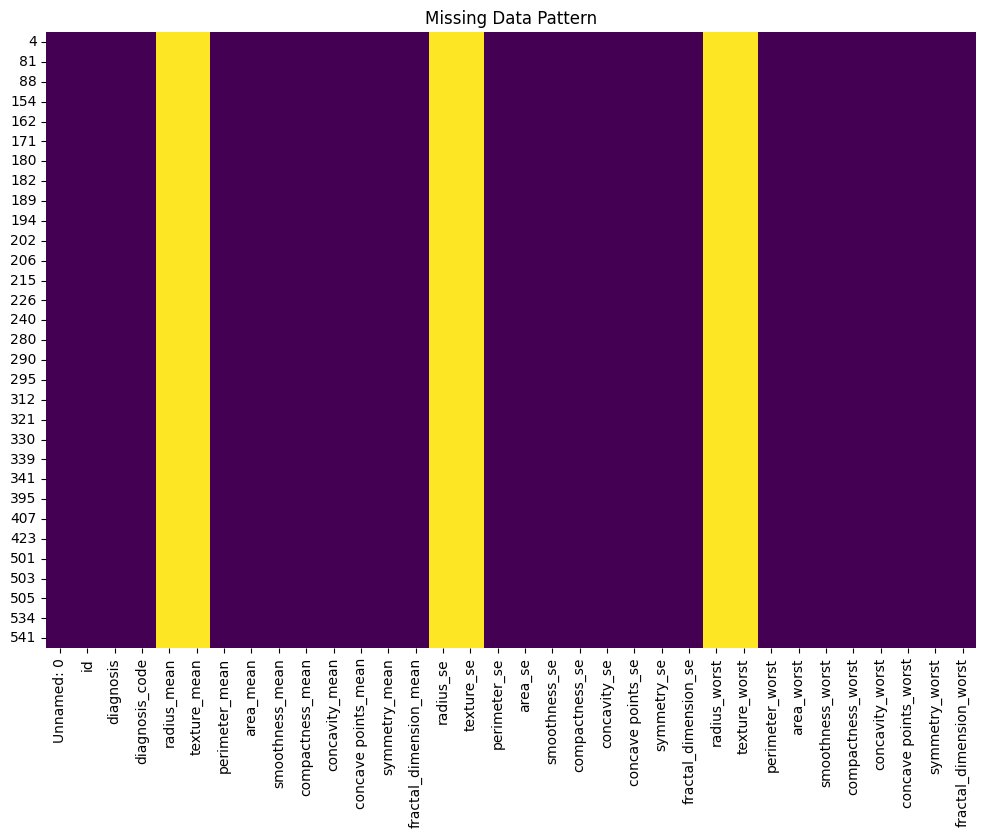 Missing Data Pattern
4
81
88
154
162
171
180
182
189
194
202
206
215
226
240
280
290
295
312
321
330
339
341
395
407
423
501
503
505
534
541
Unnamed: 0
id
diagnosis
diagnosis_code
radius_mean
texture_mean
perimeter_mean
area_mean
smoothness_mean
compactness_mean
concavity_mean
concave points_mean
symmetry_mean
fractal_dimension_mean
radius_se
texture_se
perimeter_se
area_se
smoothness_se
compactness_se
concavity_se
concave points_se
symmetry_se
fractal_dimension_se
radius_worst
texture_worst
perimeter_worst
area_worst
smoothness_worst
compactness_worst
concavity_worst
concave points_worst
symmetry_worst
fractal_dimension_worst